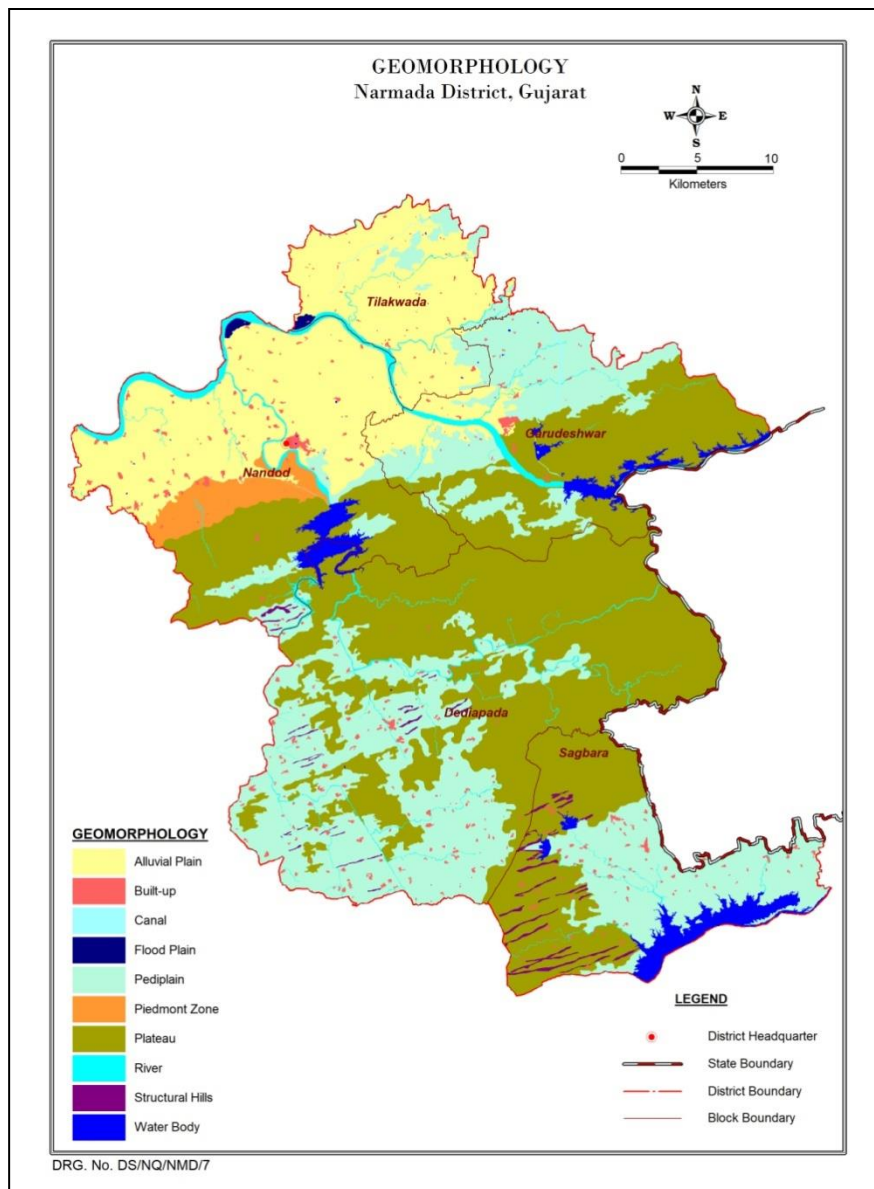 GEOMORPHOLOGY
Narmada District, Gujarat
N
W E
S
0 5 10
Kilometers
Tilakwada
Garudeshwar
Nandod
Dediapada
Sagbara
GEOMORPHOLOGY
Alluvial Plain
Built-up
Canal
Flood Plain
Pediplain
Piedmont Zone
Plateau
River
Structural Hills
Water Body
LEGEND
District Headquarter
State Boundary
District Boundary
Block Boundary
DRG. No. DS/NQ/NMD/7